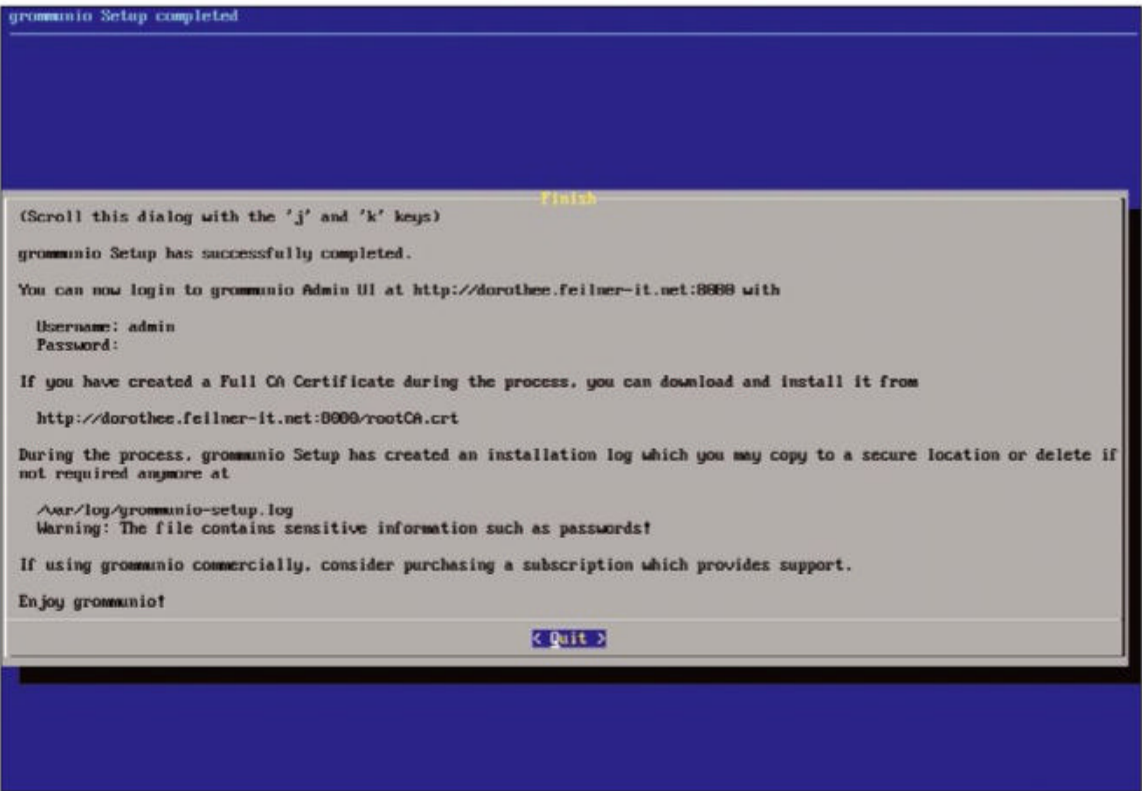 grommunio Setup completed
Finish
(Scroll this dialog with the 'j' and 'k' keys)
grommunio Setup has successfully completed.
You can now login to grommunio Admin UI at http://dorothee.feilner-it.net:8080 with
Username: admin
Password:
If you have created a Full CA Certificate during the process, you can download and install it from
http://dorothee.feilner-it.net:8080/rootCA.crt
During the process, grommunio Setup has created an installation log which you may copy to a secure location or delete if
not required anymore at
/var/log/grommunio-setup.log
Warning: The file contains sensitive information such as passwords!
If using grommunio commercially, consider purchasing a subscription which provides support.
Enjoy grommunio!
< Quit >